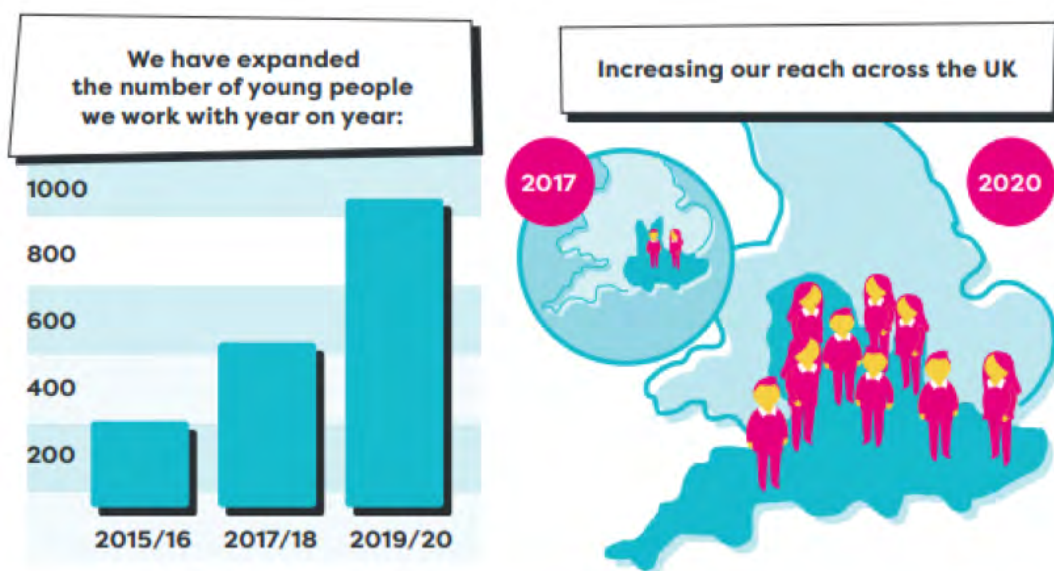 We have expanded
the number of young people
we work with year on year:
1000
800
600
400
200
2015/16 2017/18 2019/20
Increasing our reach across the UK
2017
2020